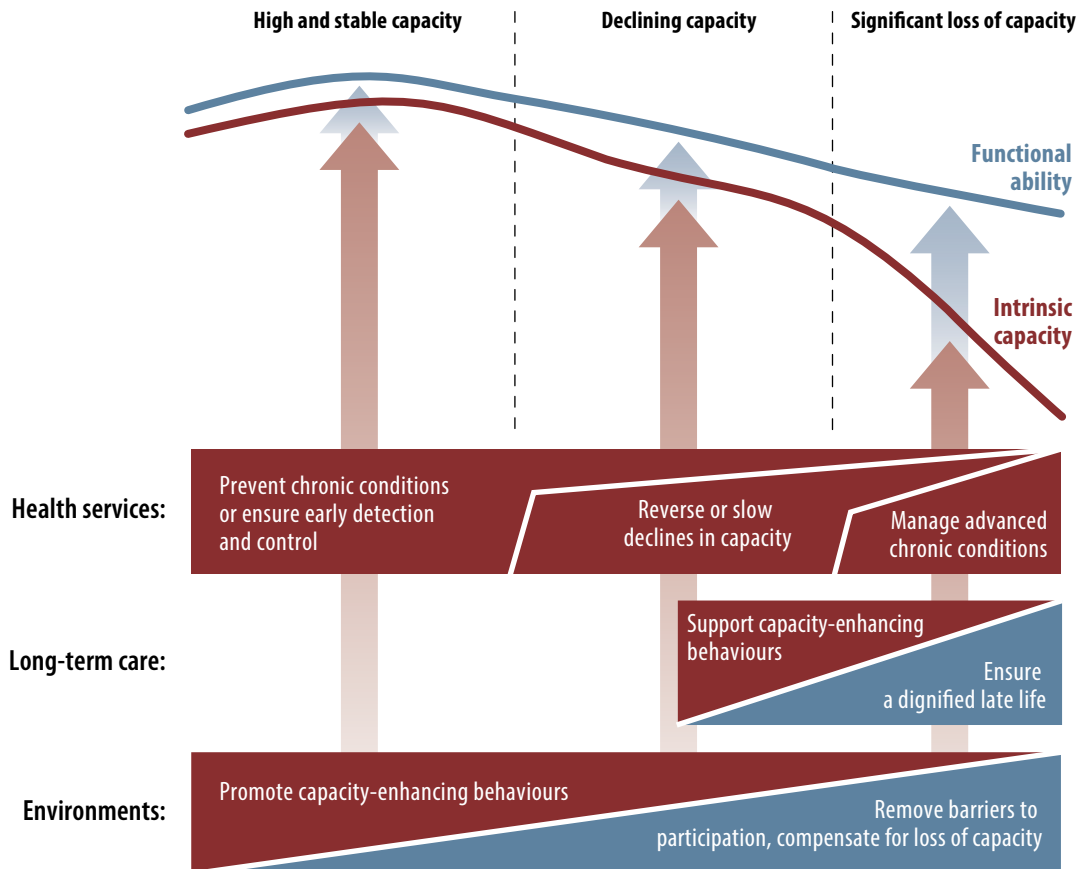 High and stable capacity
Declining capacity
Significant loss of capacity
Functional
ability
Intrinsic
capacity
Health services:
Prevent chronic conditions
or ensure early detection
and control
Reverse or slow
declines in capacity
Manage advanced
chronic conditions
Long-term care:
Support capacity-enhancing
behaviours
Ensure
a dignified late life
Environments:
Promote capacity-enhancing behaviours
Remove barriers to
participation, compensate for loss of capacity